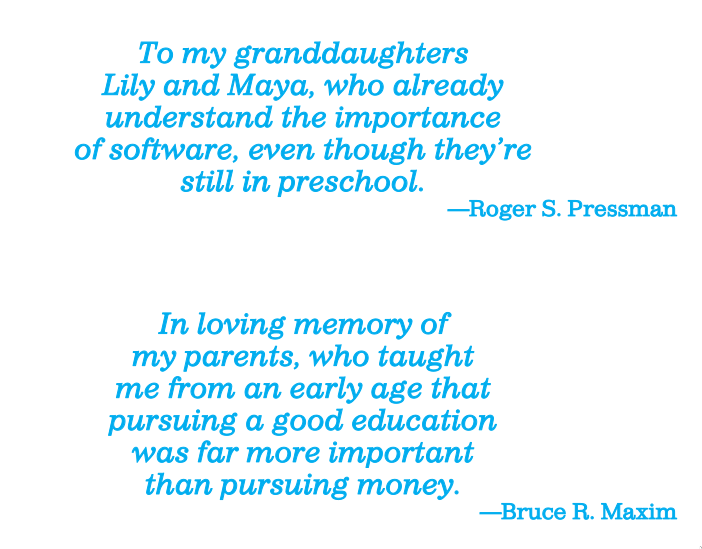 To my granddaughters
Lily and Maya, who already
understand the importance
of software, even though they’re
still in preschool.
—Roger S. Pressman
In loving memory of
my parents, who taught
me from an early age that
pursuing a good education
was far more important
than pursuing money.
—Bruce R. Maxim